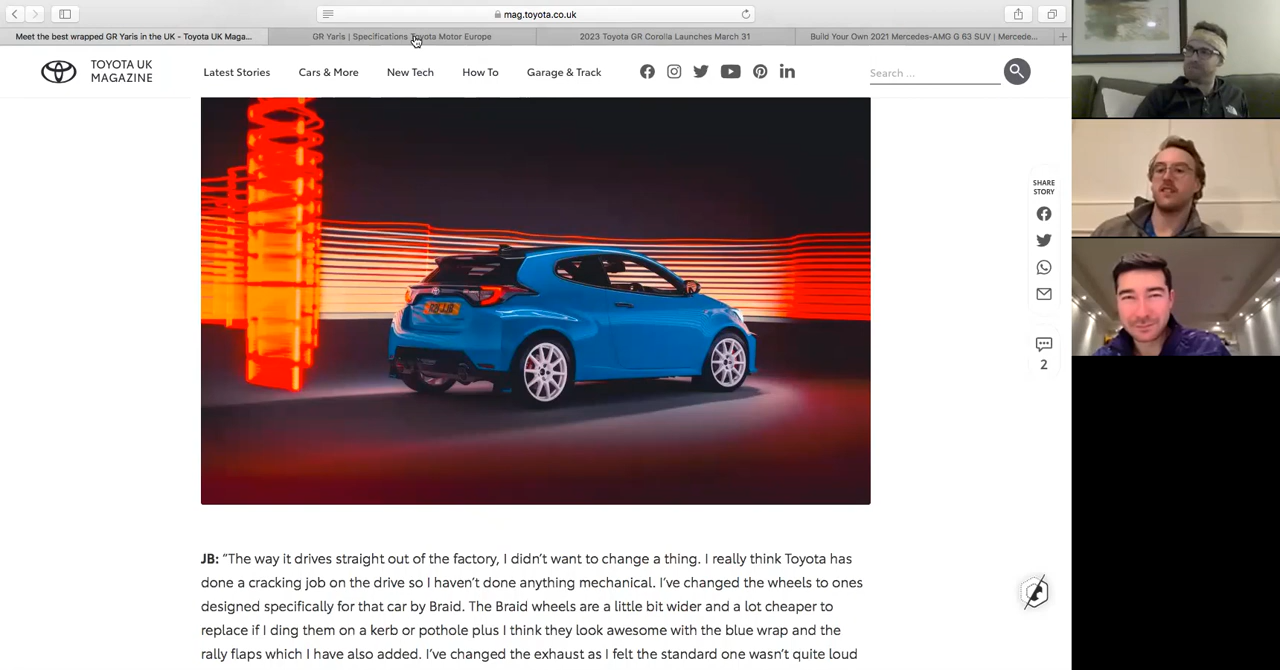 mag.toyota.co.uk
Meet the best wrapped GR Yaris in the UK - Toyota UK Maga...
GR Yaris | Specifications Toyota Motor Europe
2023 Toyota GR Corolla Launches March 31
Build Your Own 2021 Mercedes-AMG G 63 SUV | Mercede...
TOYOTA UK
MAGAZINE
Latest Stories
Cars & More
New Tech
How To
Garage & Track
Search ...
SHARE
STORY
2
JB: "The way it drives straight out of the factory, I didn't want to change a thing. I really think Toyota has
done a cracking job on the drive so I haven't done anything mechanical. I've changed the wheels to ones
designed specifically for that car by Braid. The Braid wheels are a little bit wider and a lot cheaper to
replace if I ding them on a kerb or pothole plus I think they look awesome with the blue wrap and the
rally flaps which I have also added. I've changed the exhaust as I felt the standard one wasn't quite loud